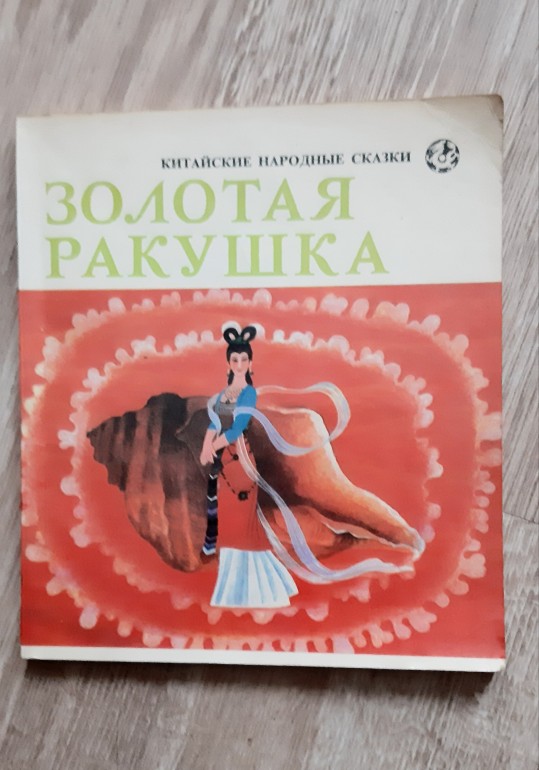 КИТАЙСКИЕ НАРОДНЫЕ СКАЗКИ
ЗОЛОТАЯ
РАКУШКА